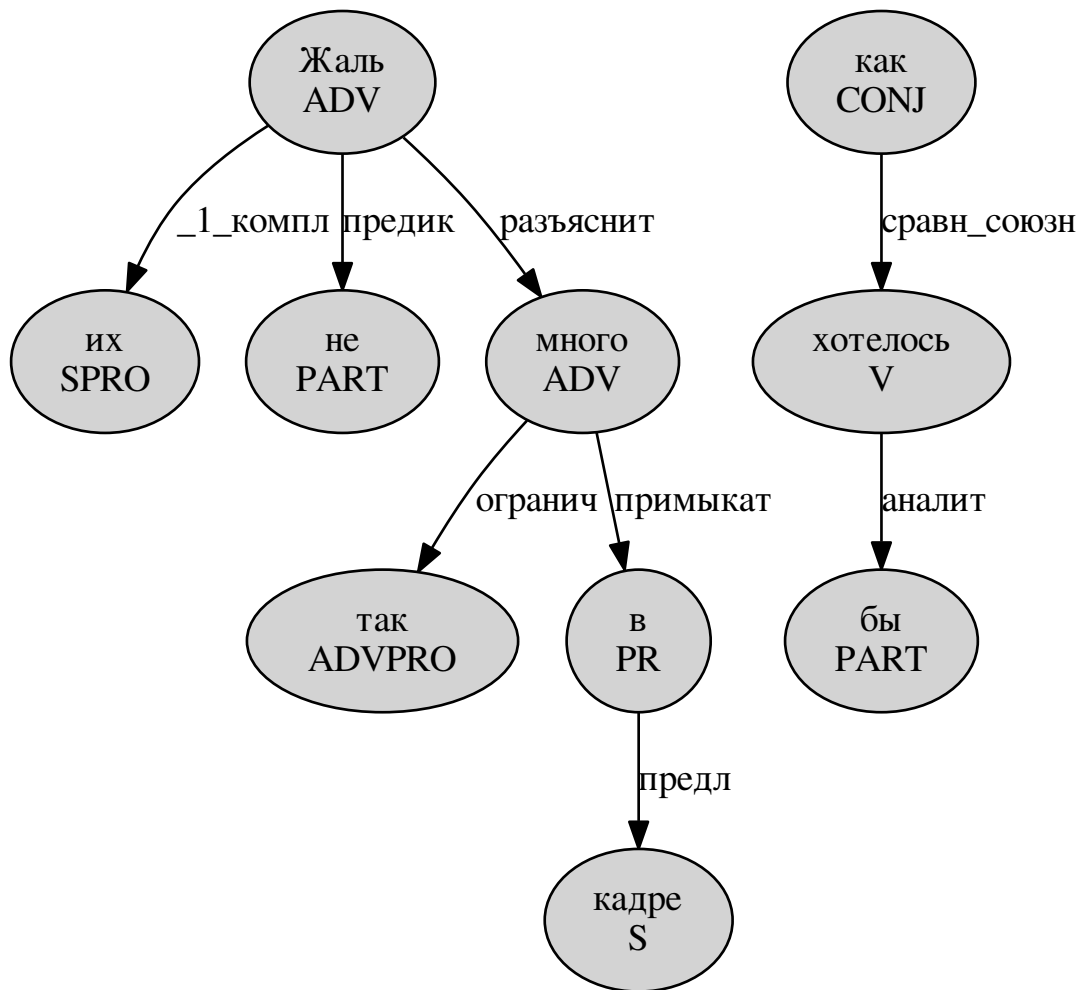 Жаль
ADV
как
CONJ
_1_компл
предик
разъяснит
сравн_союзн
их
SPRO
не
PART
много
ADV
хотелось
V
огранич
примыкат
аналит
так
ADVPRO
в
PR
бы
PART
предл
кадре
S